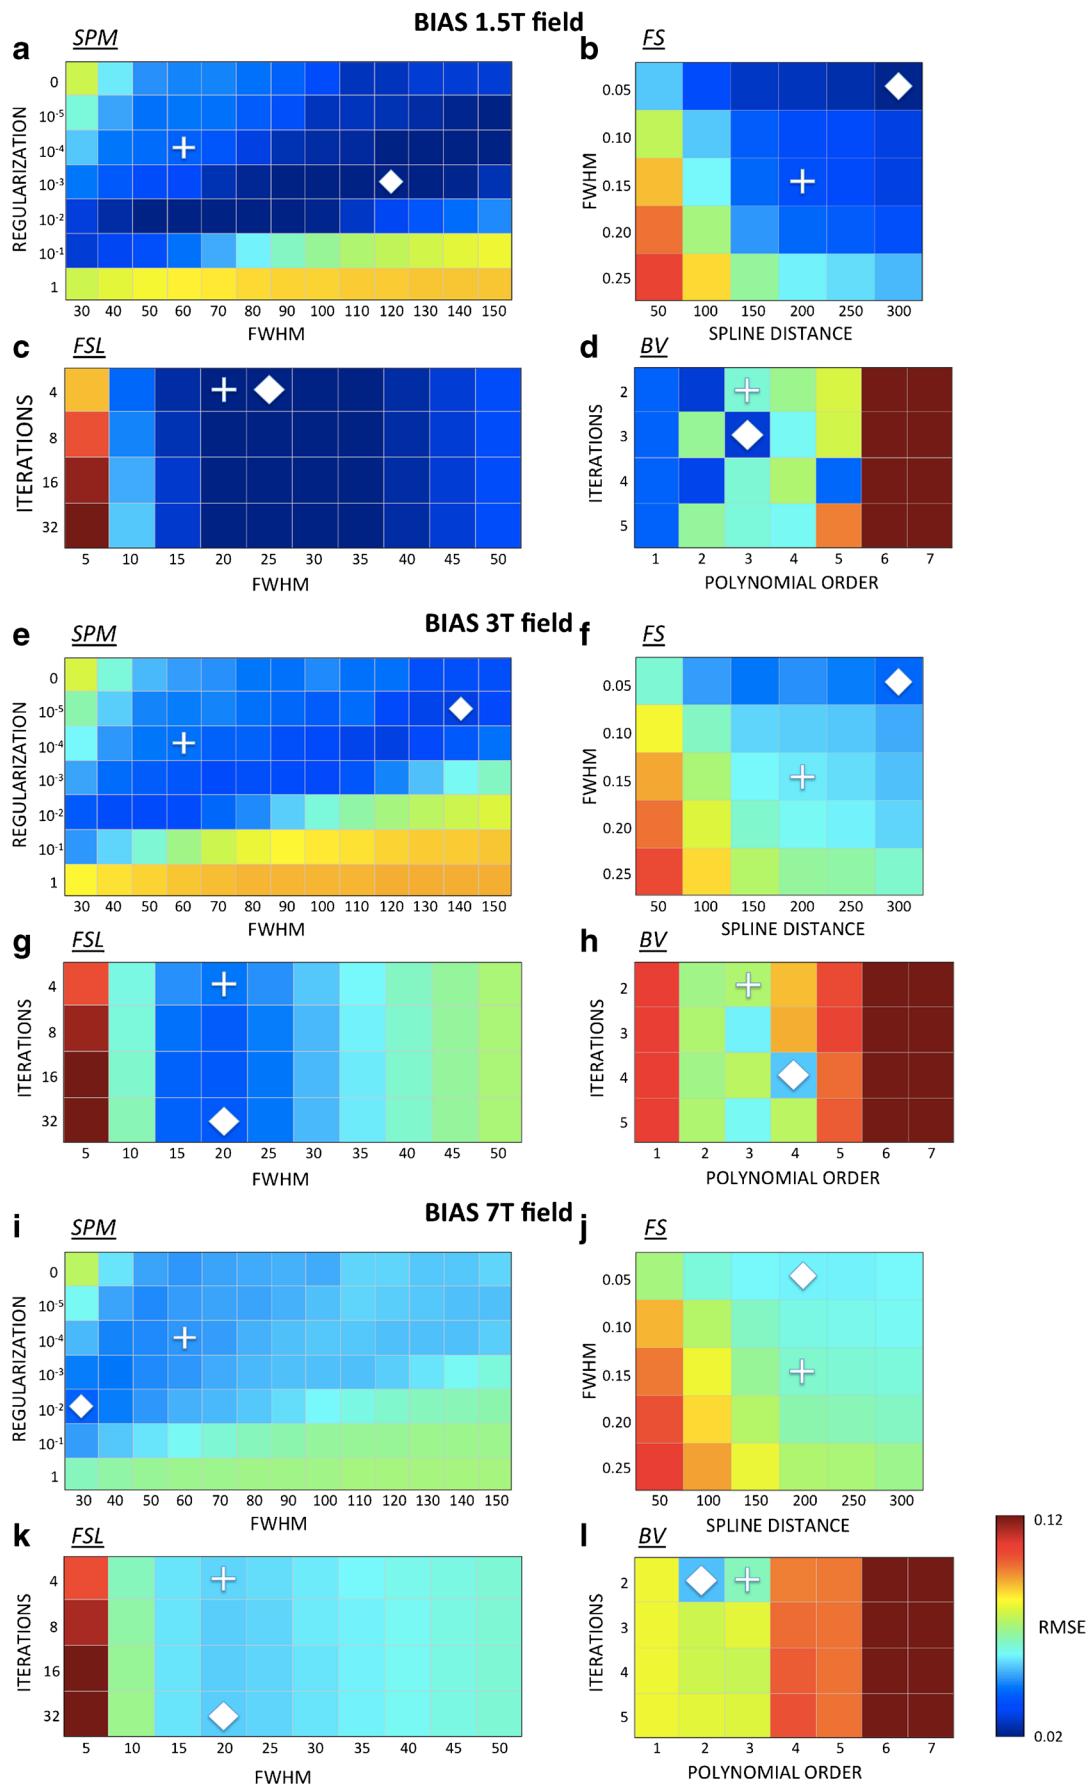 BIAS 1.5T field
a SPM
REGULARIZATION
0
10-5
10-4
10-3
10-2
10-1
1
30 40 50 60 70 80 90 100 110 120 130 140 150
FWHM
b FS
FWHM
0.05
0.10
0.15
0.20
0.25
50 100 150 200 250 300
SPLINE DISTANCE
c FSL
ITERATIONS
4
8
16
32
5 10 15 20 25 30 35 40 45 50
FWHM
d BV
ITERATIONS
2
3
4
5
1 2 3 4 5 6 7
POLYNOMIAL ORDER
BIAS 3T field
e SPM
REGULARIZATION
0
10-5
10-4
10-3
10-2
10-1
1
30 40 50 60 70 80 90 100 110 120 130 140 150
FWHM
f FS
FWHM
0.05
0.10
0.15
0.20
0.25
50 100 150 200 250 300
SPLINE DISTANCE
g FSL
ITERATIONS
4
8
16
32
5 10 15 20 25 30 35 40 45 50
FWHM
h BV
ITERATIONS
2
3
4
5
1 2 3 4 5 6 7
POLYNOMIAL ORDER
BIAS 7T field
i SPM
REGULARIZATION
0
10-5
10-4
10-3
10-2
10-1
1
30 40 50 60 70 80 90 100 110 120 130 140 150
FWHM
j FS
FWHM
0.05
0.10
0.15
0.20
0.25
50 100 150 200 250 300
SPLINE DISTANCE
k FSL
ITERATIONS
4
8
16
32
5 10 15 20 25 30 35 40 45 50
FWHM
l BV
ITERATIONS
2
3
4
5
1 2 3 4 5 6 7
POLYNOMIAL ORDER
0.12
RMSE
0.02